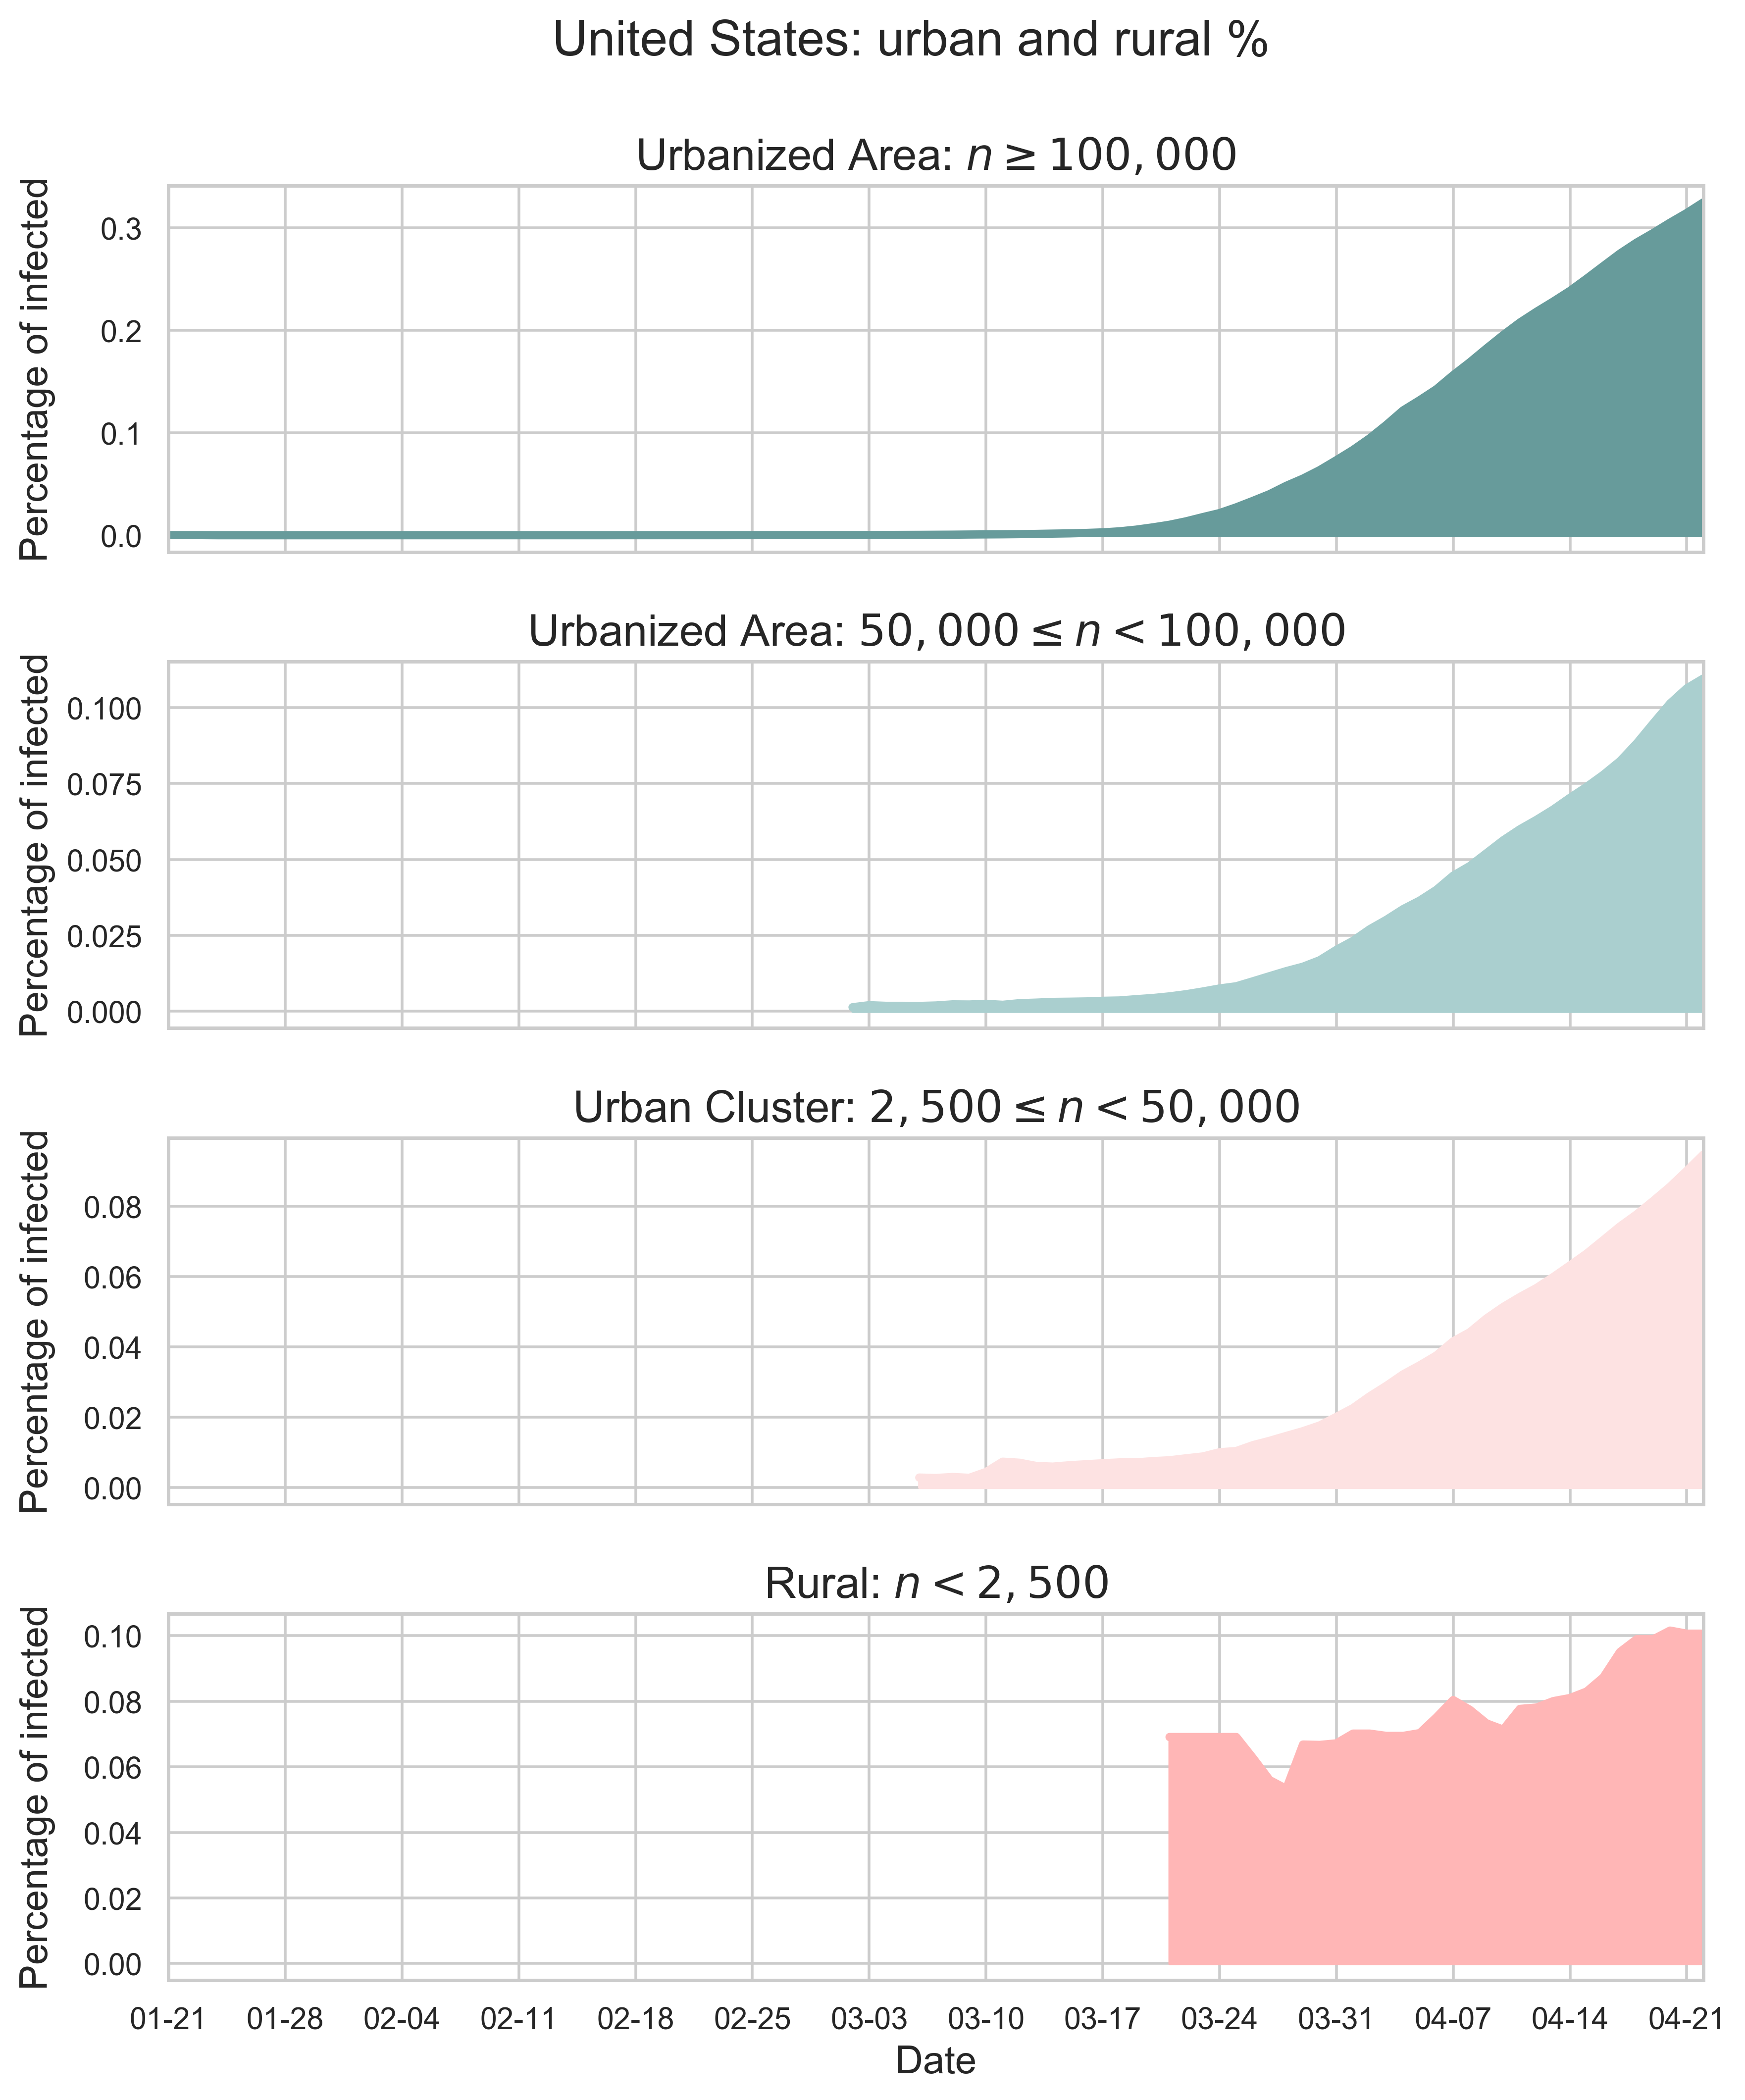 United States: urban and rural %
Urbanized Area: n ≥ 100,000
Percentage of infected
0.3
0.2
0.1
0.0
Urbanized Area: 50,000 ≤ n < 100,000
Percentage of infected
0.100
0.075
0.050
0.025
0.000
Urban Cluster: 2,500 ≤ n < 50,000
Percentage of infected
0.08
0.06
0.04
0.02
0.00
Rural: n < 2,500
Percentage of infected
0.10
0.08
0.06
0.04
0.02
0.00
01-21 01-28 02-04 02-11 02-18 02-25 03-03 03-10 03-17 03-24 03-31 04-07 04-14 04-21
Date